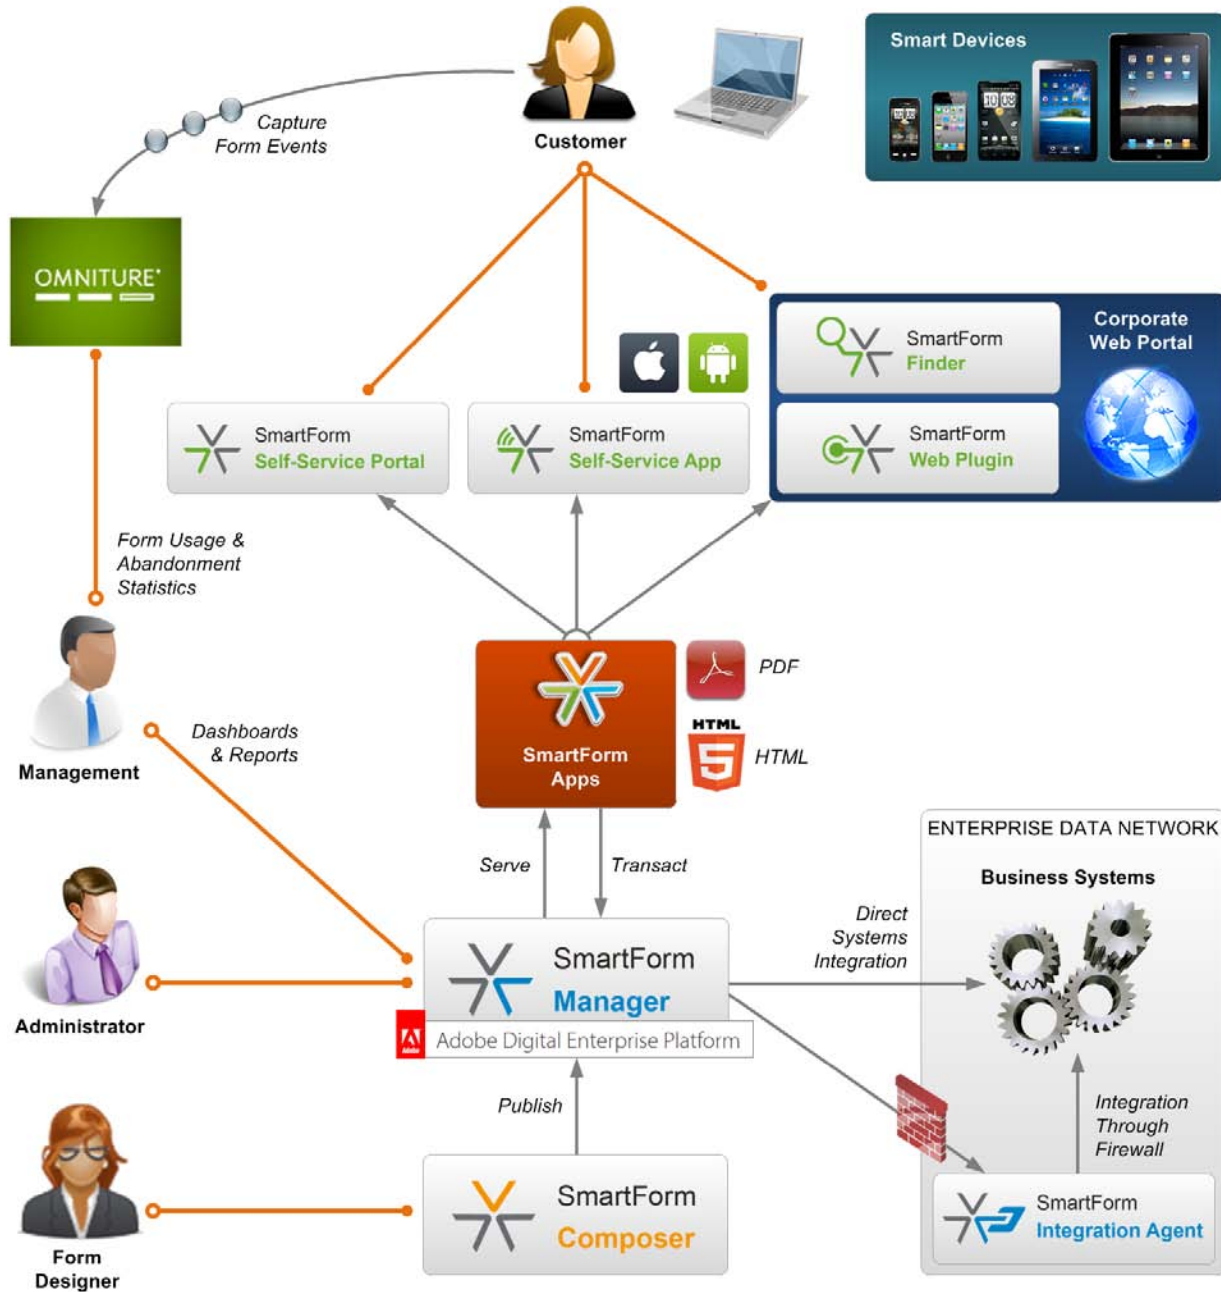 Smart Devices
Customer
Capture
Form Events
OMNITURE
SmartForm
Finder
Corporate
Web Portal
SmartForm
Self-Service Portal
SmartForm
Self-Service App
SmartForm
Web Plugin
Form Usage &
Abandonment
Statistics
PDF
Dashboards
& Reports
Management
HTML
5
HTML
SmartForm
Apps
ENTERPRISE DATA NETWORK
Serve
Transact
Business Systems
Direct
Systems
Integration
SmartForm
Manager
Administrator
Adobe
Adobe Digital Enterprise Platform
Publish
Integration
Through
Firewall
SmartForm
Composer
SmartForm
Integration Agent
Form
Designer